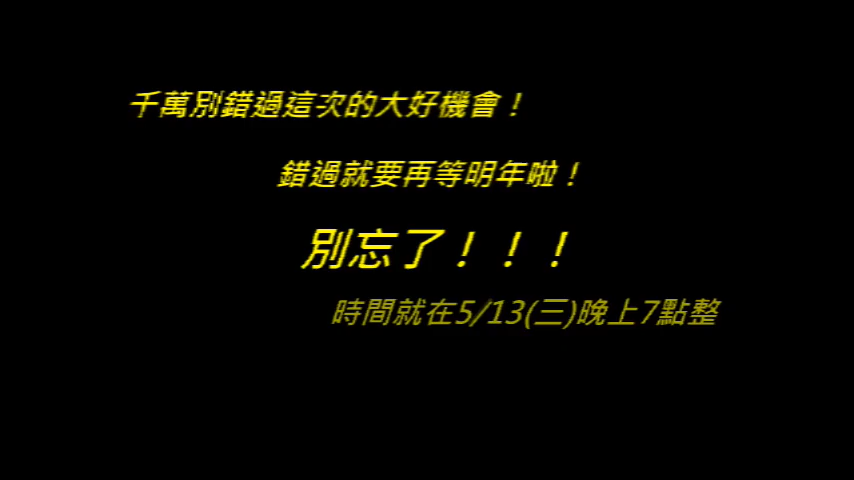 千萬別錯過這次的大好機會！
錯過就要再等明年啦！
別忘了！！！
時間就在5/13(三)晚上7點整